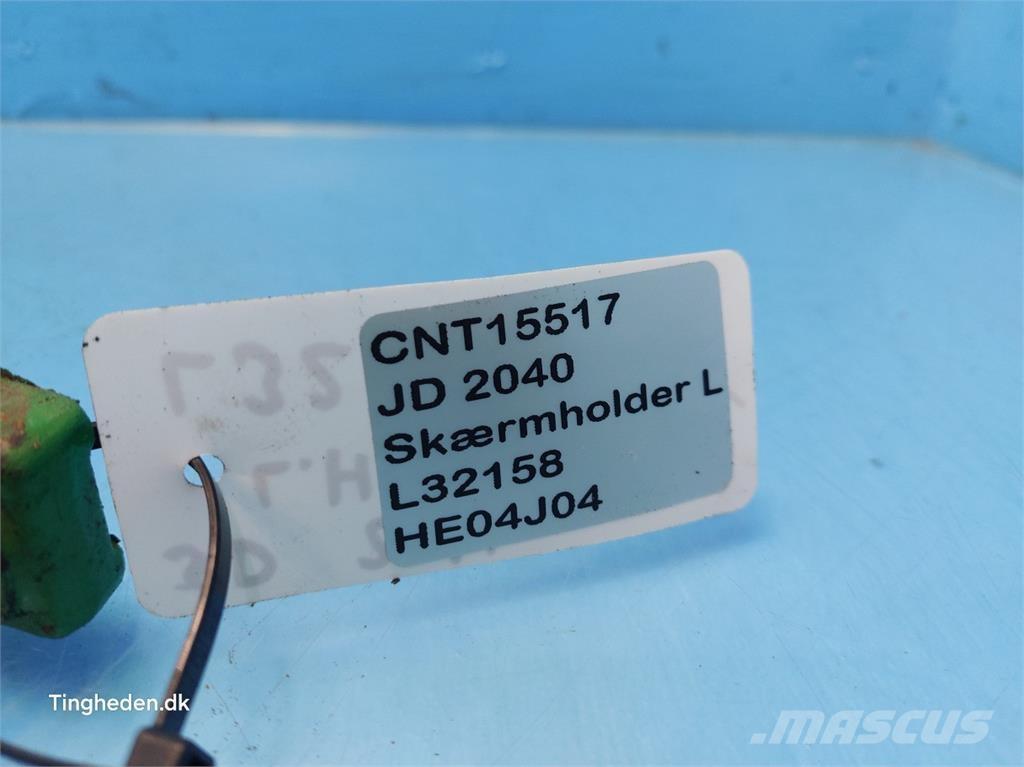 CNT15517
JD 2040
Skærmholder L
L32158
HE04J04
Tingheden.dk
MASCUS